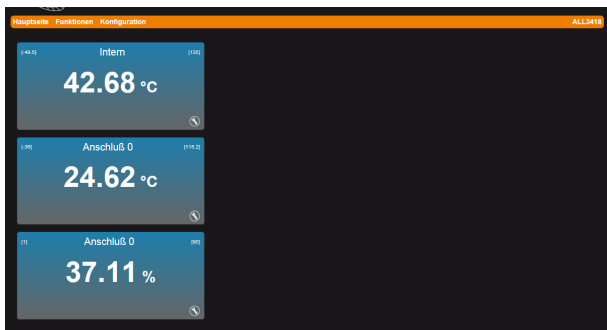 Hauptseite Funktionen Konfiguration ALL3418
[-49.5] Intern [135]
42.68 °C
[-39] Anschluß 0 [115.2]
24.62 °C
[1] Anschluß 0 [90]
37.11 %